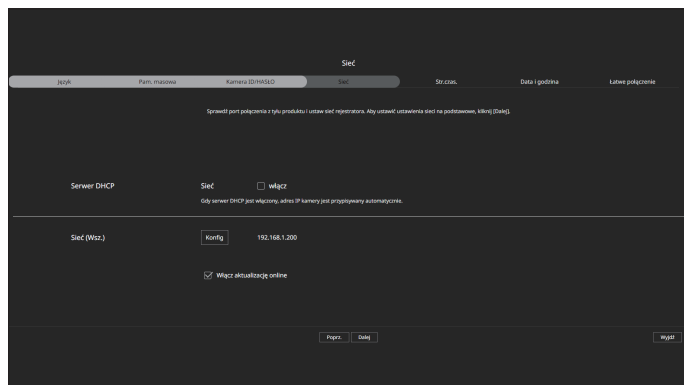 Sieć
Język Pam. masowa Kamera ID/HASŁO Sieć Str.czas. Data i godzina Łatwe połączenie
Sprawdź port połączenia z tyłu produktu i ustaw sieć rejestratora. Aby ustawić ustawienia sieci na podstawowe, kliknij [Dalej].
Serwer DHCP Sieć włącz
Gdy serwer DHCP jest włączony, adres IP kamery jest przypisywany automatycznie.
Sieć (Wsz.) Konfig 192.168.1.200
Włącz aktualizację online
Poprz. Dalej Wyjdź